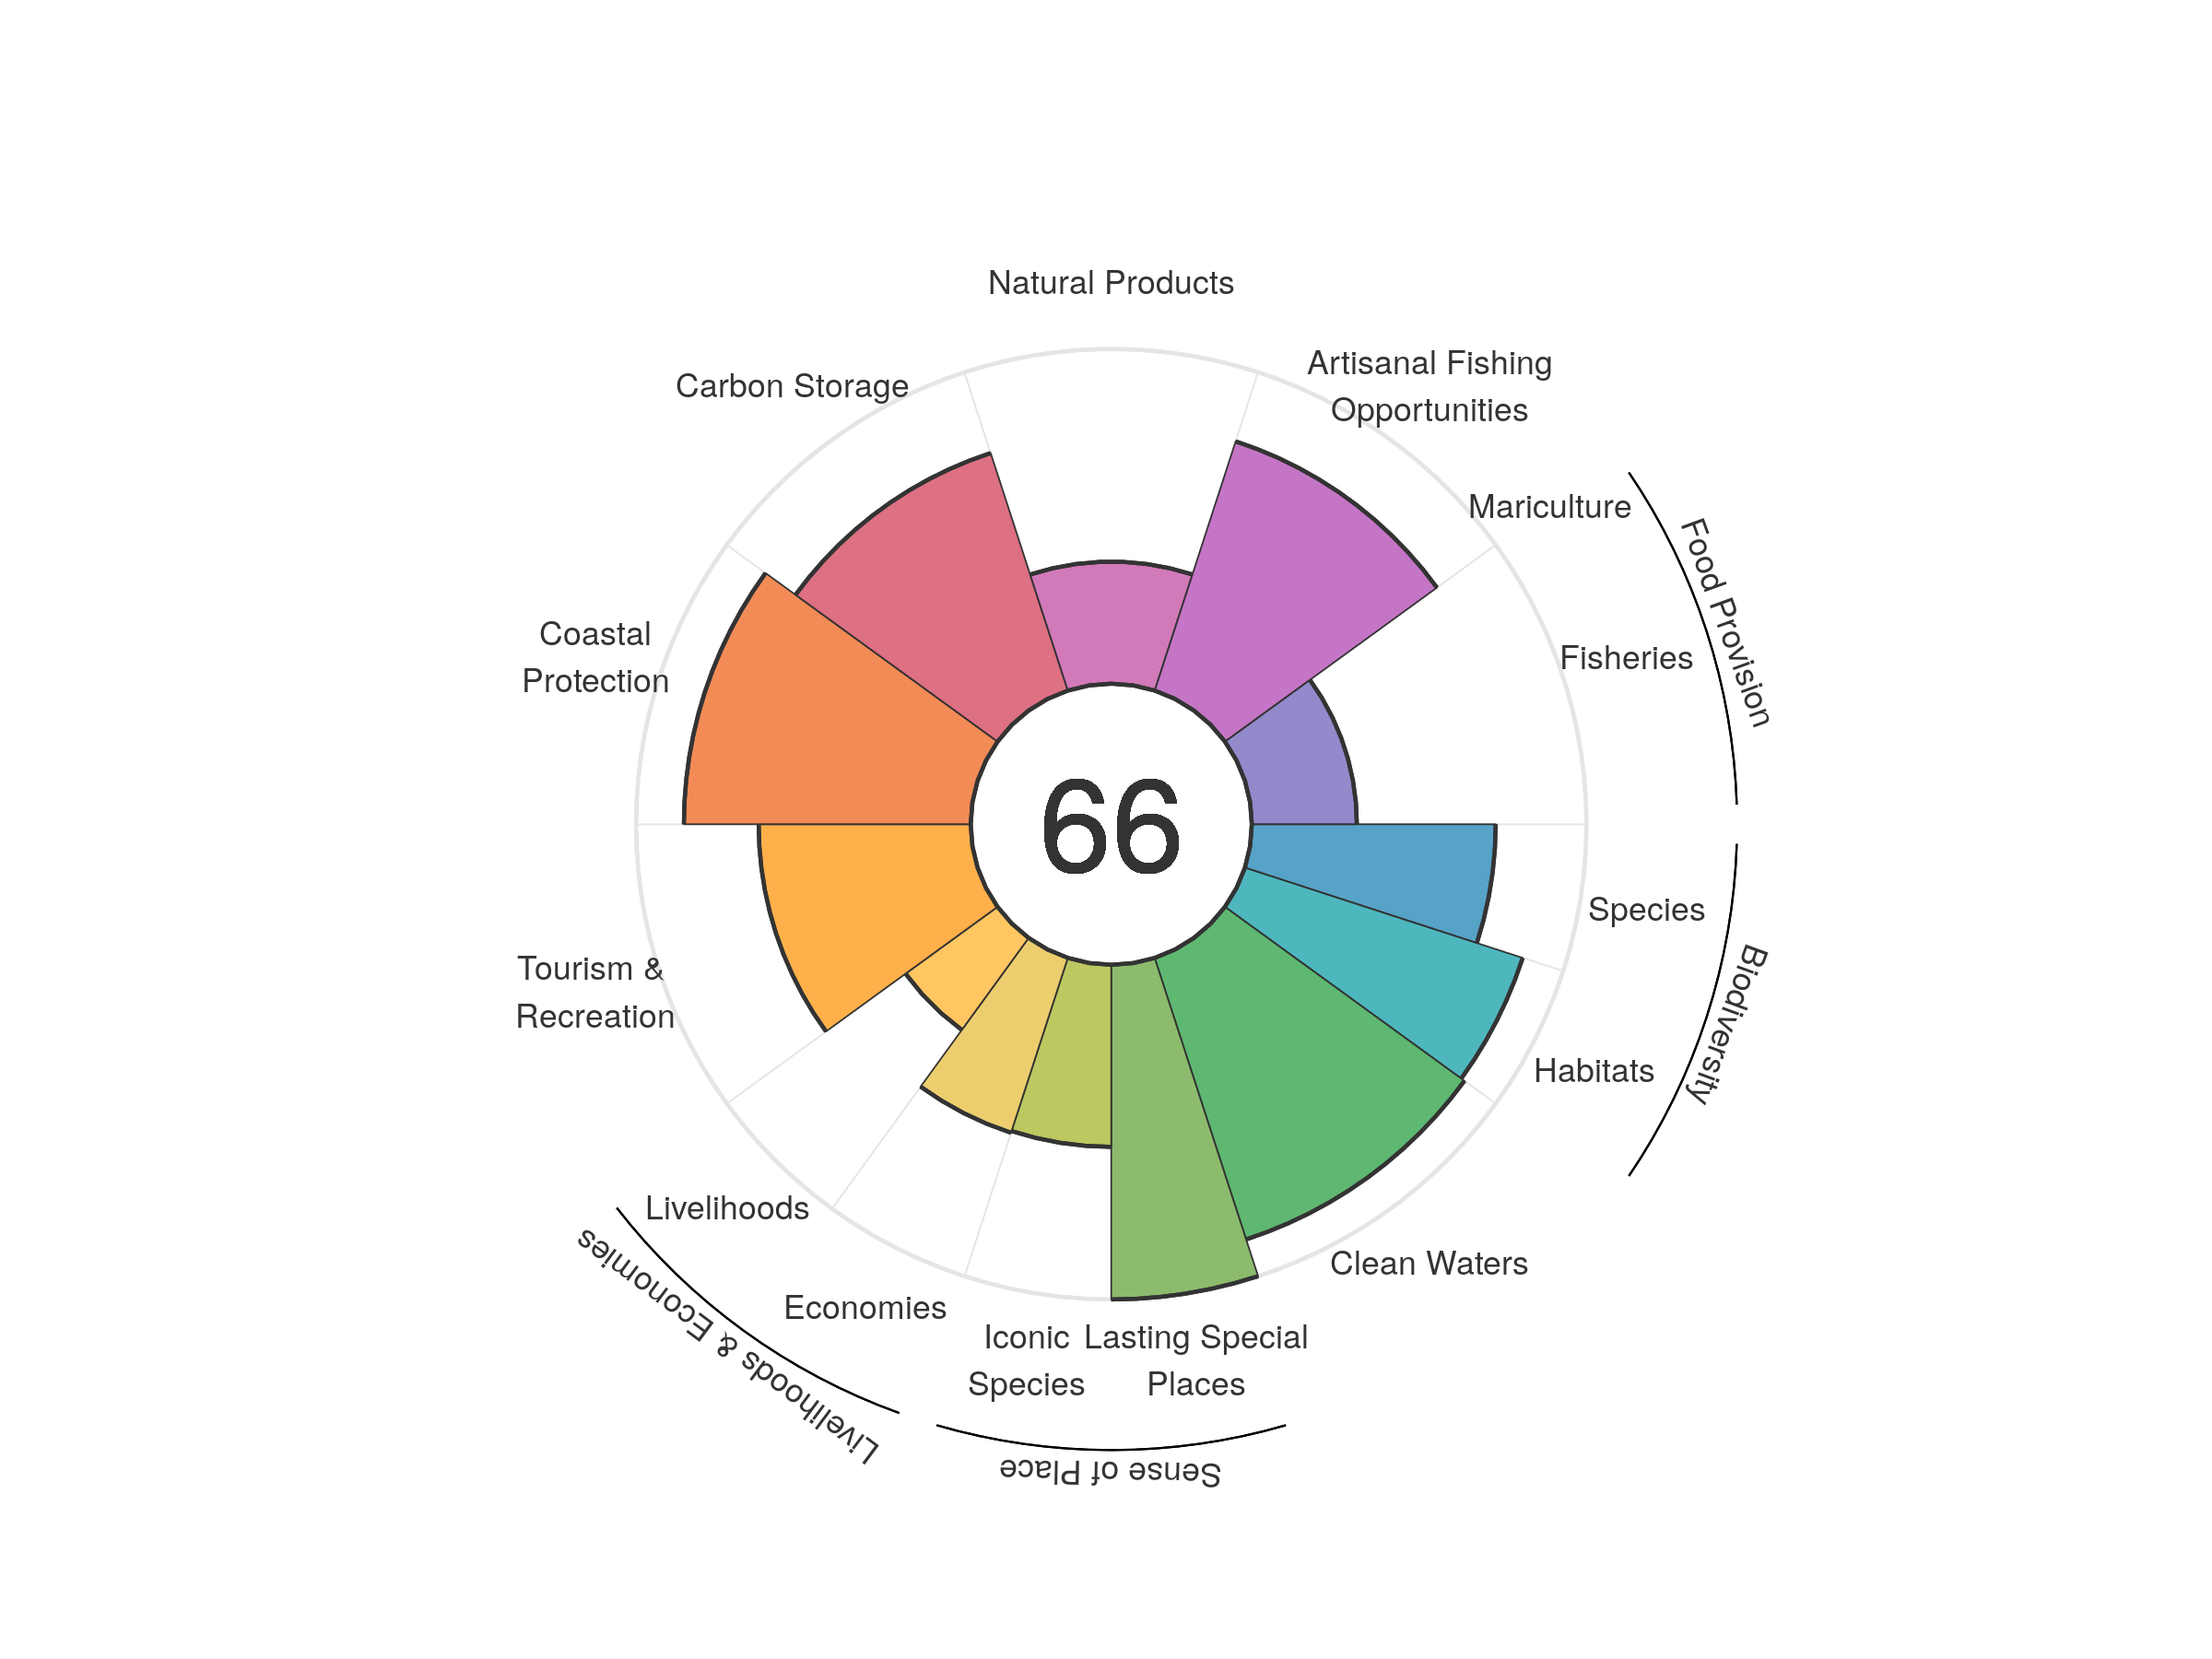 Natural Products
Artisanal Fishing
Opportunities
Carbon Storage
Mariculture
Food Provision
Fisheries
Coastal
Protection
66
Species
Biodiversity
Tourism &
Recreation
Habitats
Livelihoods
Clean Waters
Livelihoods & Economies
Economies
Iconic
Species
Lasting Special
Places
Sense of Place